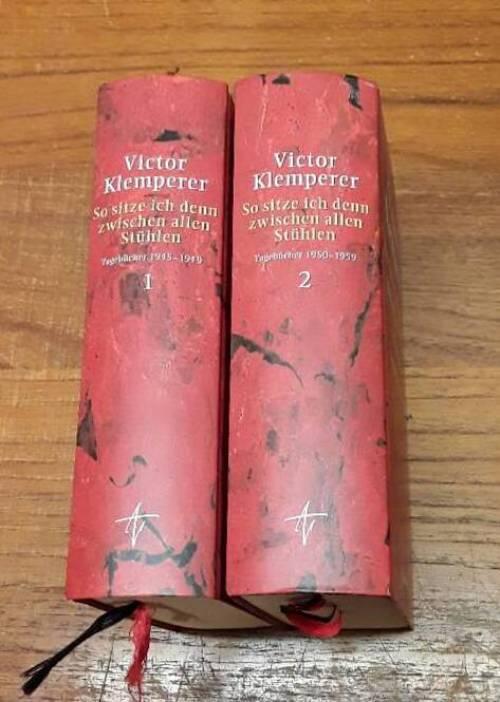 Victor
Klemperer
So sitze ich denn
zwischen allen
Stühlen
Tagebücher 1945–1949
1
Victor
Klemperer
So sitze ich denn
zwischen allen
Stühlen
Tagebücher 1950–1959
2